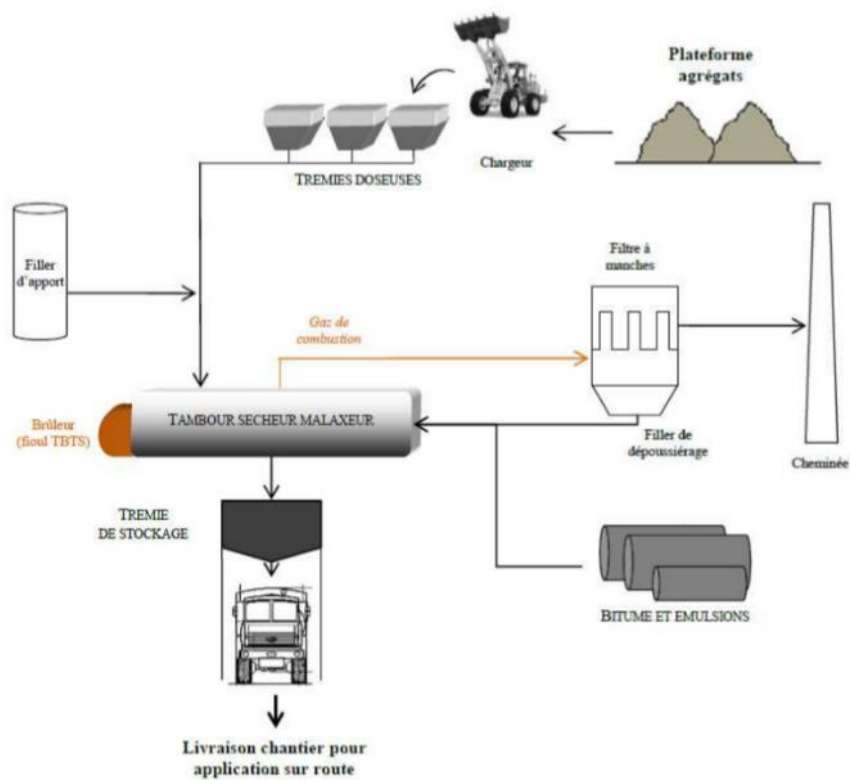 Plateforme
agrégats
Chargeur
TREMIES DOSEUSES
Filler
d'apport
Filtre à
manches
Gaz de
combustion
TAMBOUR SECHEUR MALAXEUR
Brûleur
(fioul TBTS)
Filler de
dépoussiérage
Cheminée
TREMIE
DE STOCKAGE
BITUME ET EMULSIONS
Livraison chantier pour
application sur route